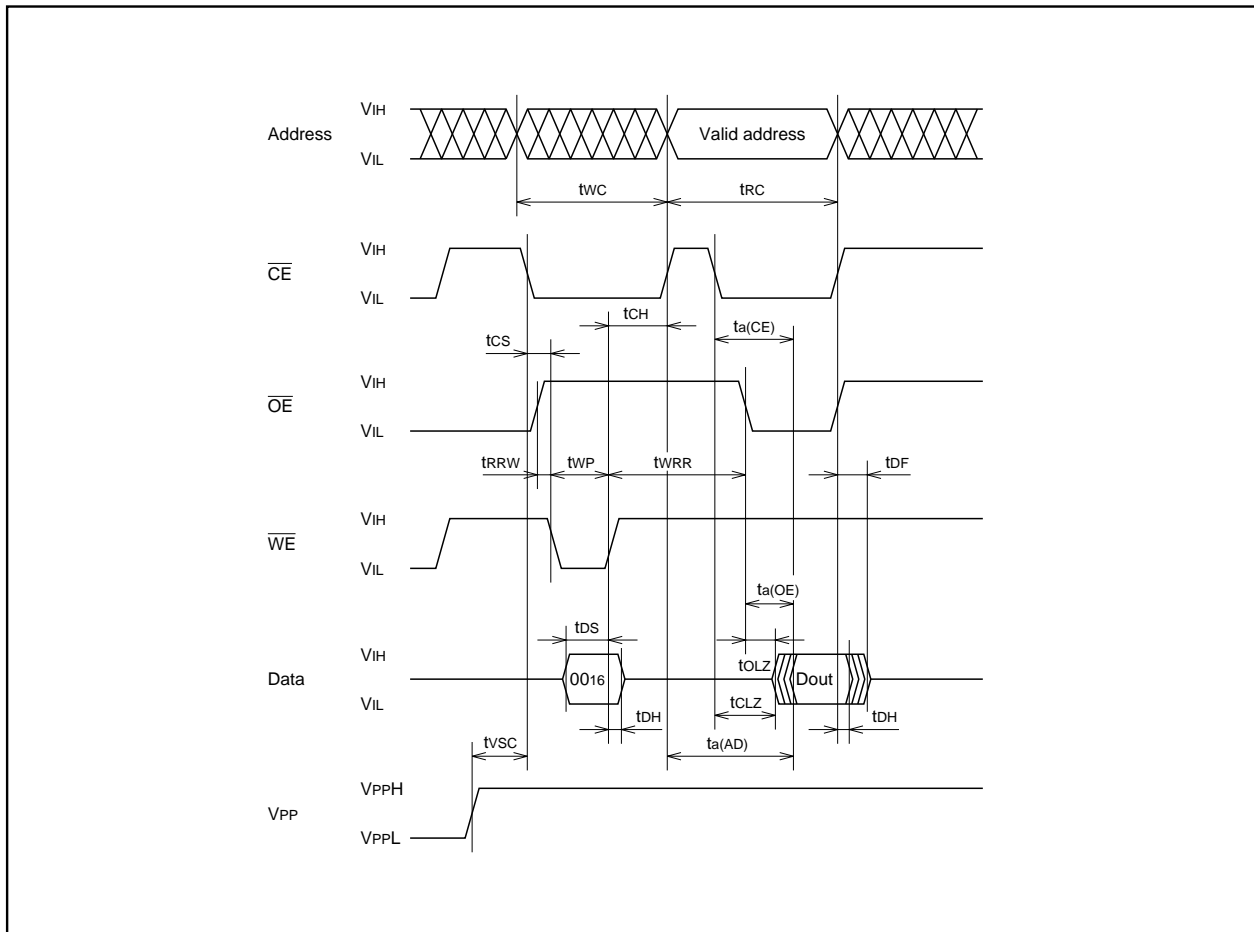 VIH
Address
Valid address
VIL
tWC
tRC
VIH
CE
VIL
tCH
ta(CE)
tCS
VIH
OE
VIL
tRRW
tWP
tWRR
tDF
VIH
WE
VIL
ta(OE)
tDS
VIH
tOLZ
Data
0016
Dout
VIL
tDH
tCLZ
tDH
tVSC
ta(AD)
VPPH
VPP
VPPL